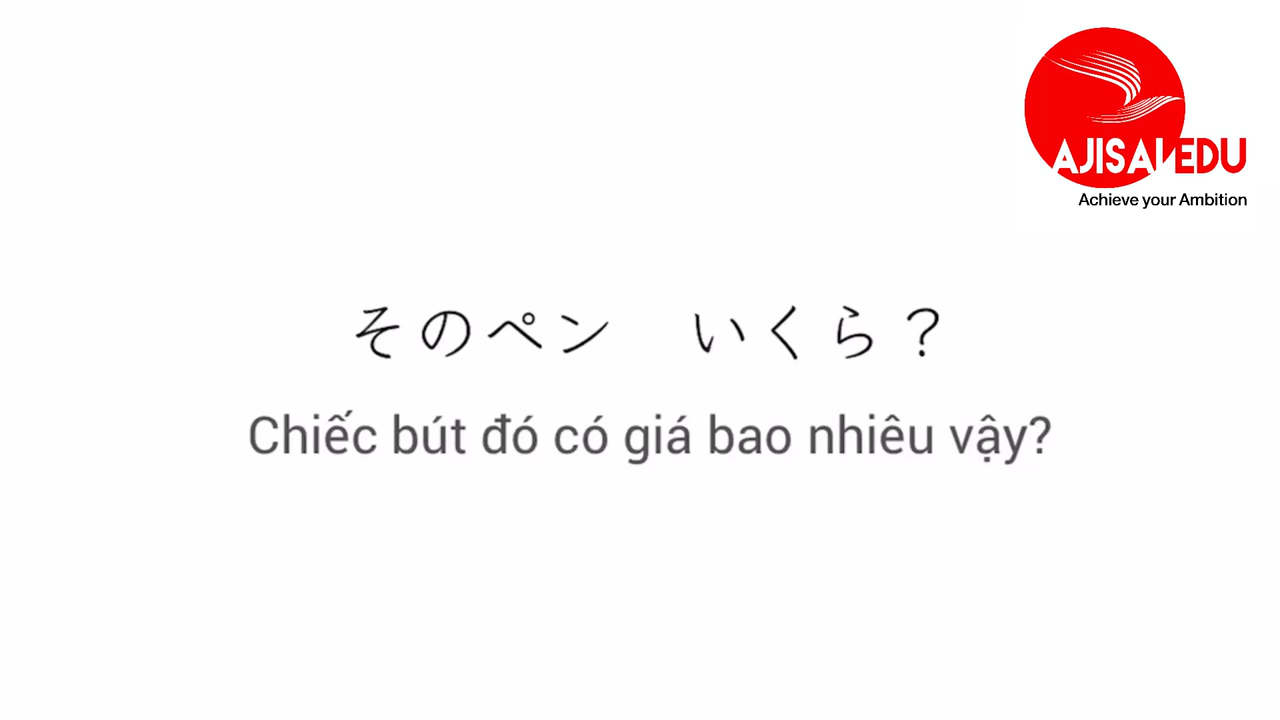 AJISAI EDU
Achieve your Ambition
そのペン　いくら？
Chiếc bút đó có giá bao nhiêu vậy?